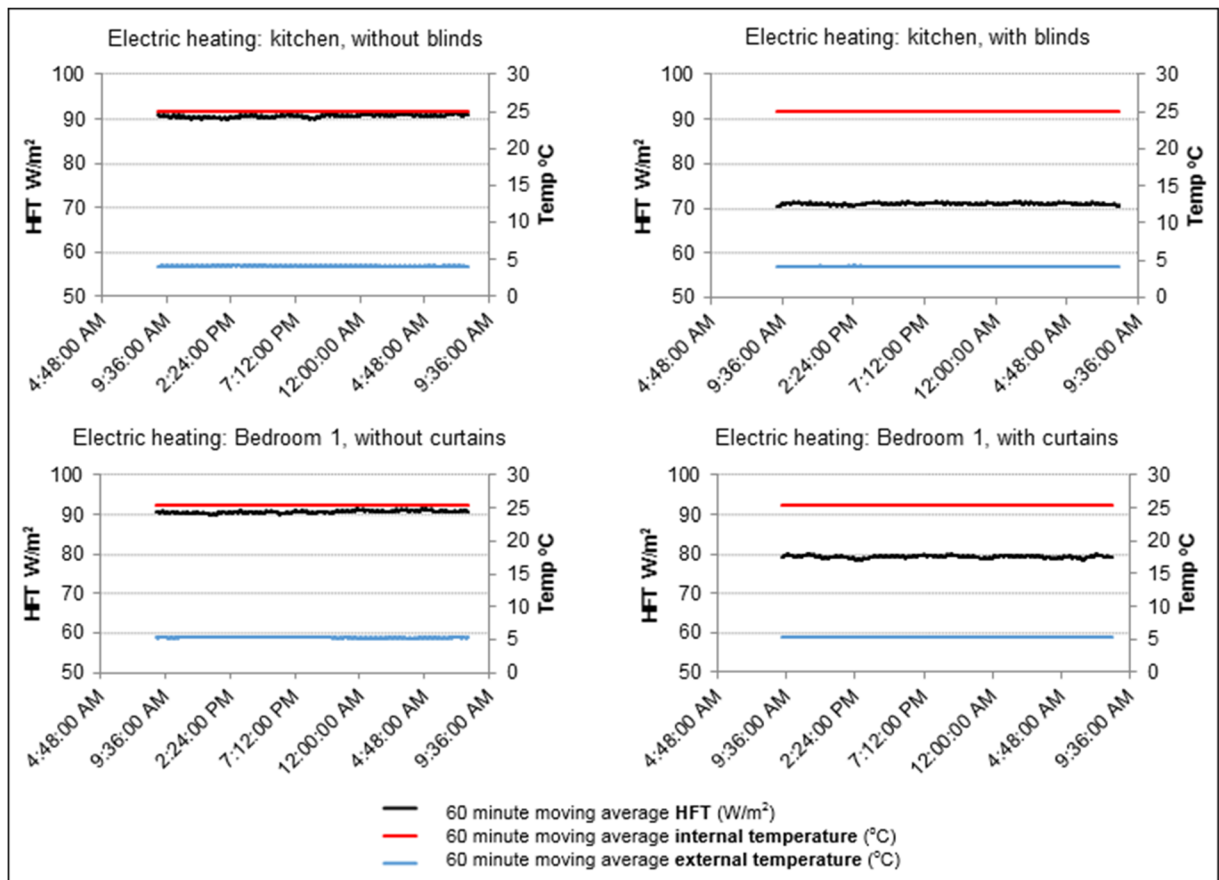 Electric heating: kitchen, without blinds
100
90
80
70
60
50
HFT W/m²
30
25
20
15
10
5
0
Temp ºC
4:48:00 AM
9:36:00 AM
2:24:00 PM
7:12:00 PM
12:00:00 AM
4:48:00 AM
9:36:00 AM
Electric heating: kitchen, with blinds
100
90
80
70
60
50
HFT W/m²
30
25
20
15
10
5
0
Temp ºC
4:48:00 AM
9:36:00 AM
2:24:00 PM
7:12:00 PM
12:00:00 AM
4:48:00 AM
9:36:00 AM
Electric heating: Bedroom 1, without curtains
100
90
80
70
60
50
HFT W/m²
30
25
20
15
10
5
0
Temp ºC
4:48:00 AM
9:36:00 AM
2:24:00 PM
7:12:00 PM
12:00:00 AM
4:48:00 AM
9:36:00 AM
Electric heating: Bedroom 1, with curtains
100
90
80
70
60
50
HFT W/m²
30
25
20
15
10
5
0
Temp ºC
4:48:00 AM
9:36:00 AM
2:24:00 PM
7:12:00 PM
12:00:00 AM
4:48:00 AM
9:36:00 AM
60 minute moving average HFT (W/m²)
60 minute moving average internal temperature (ºC)
60 minute moving average external temperature (ºC)